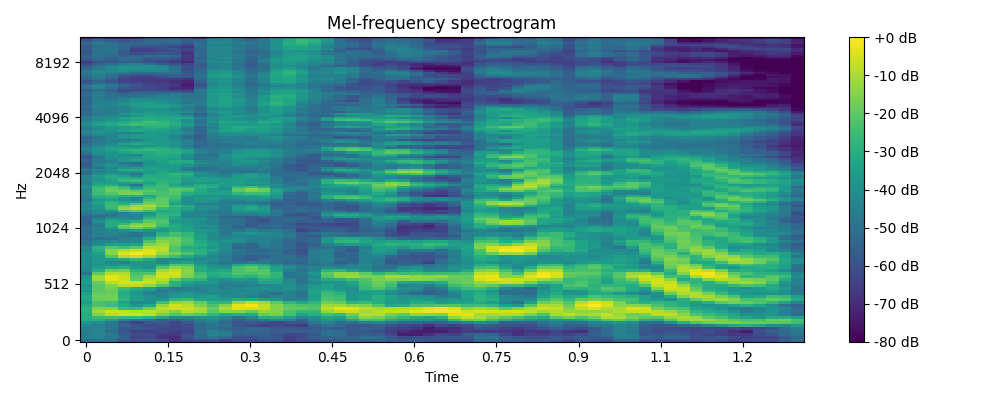 Mel-frequency spectrogram
Hz
8192
4096
2048
1024
512
0
0 0.15 0.3 0.45 0.6 0.75 0.9 1.1 1.2
Time
+0 dB
-10 dB
-20 dB
-30 dB
-40 dB
-50 dB
-60 dB
-70 dB
-80 dB